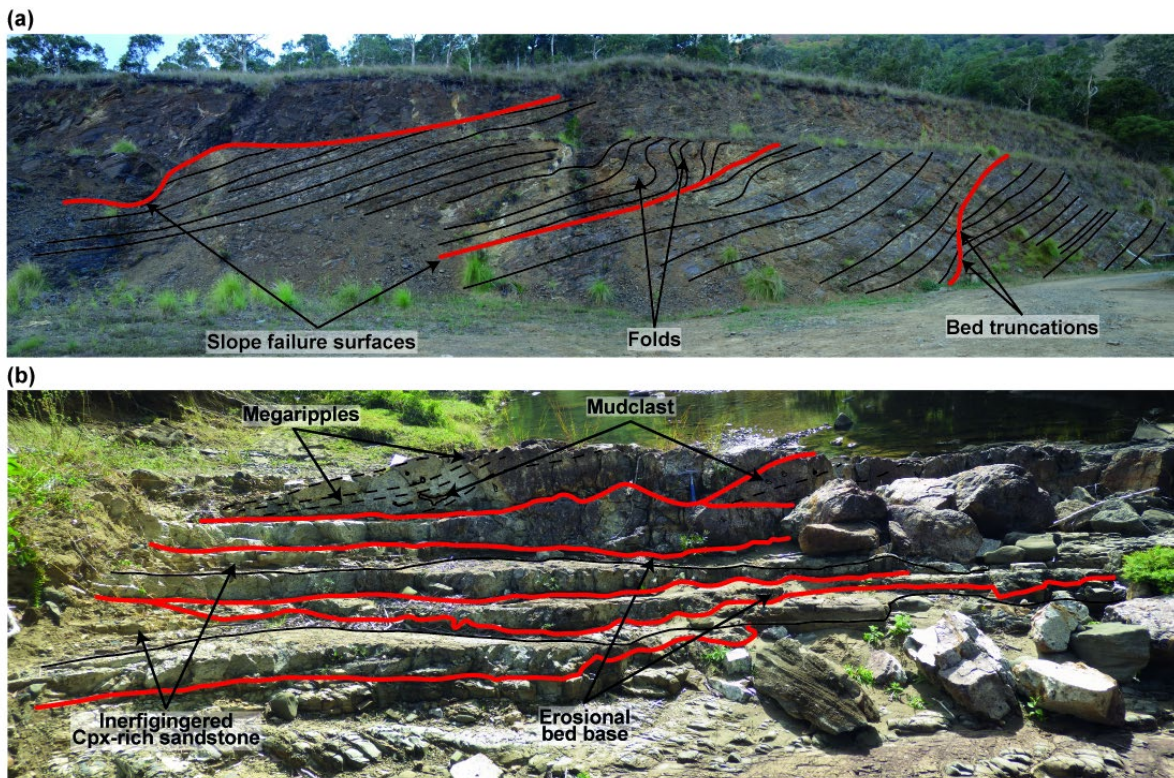 (a)
Slope failure surfaces
Folds
Bed truncations
(b)
Megaripples
Mudclast
Inerfigingered
Cpx-rich sandstone
Erosional
bed base